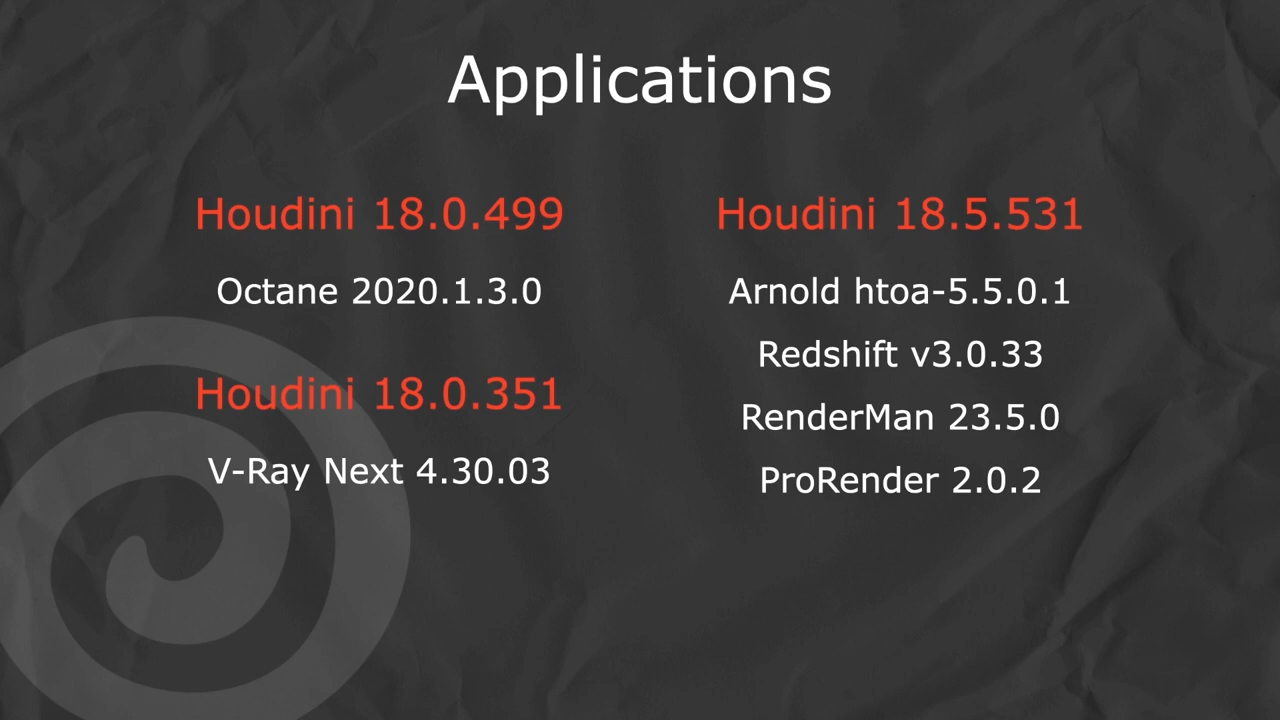 Applications
Houdini 18.0.499
Octane 2020.1.3.0
Houdini 18.0.351
V-Ray Next 4.30.03
Houdini 18.5.531
Arnold htoa-5.5.0.1
Redshift v3.0.33
RenderMan 23.5.0
ProRender 2.0.2